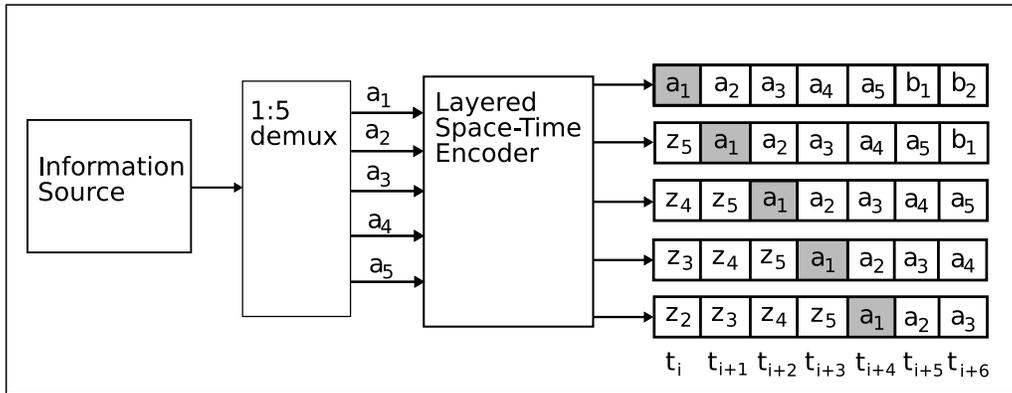 Information
Source
1:5
demux
a1
a2
a3
a4
a5
Layered
Space-Time
Encoder
a1 a2 a3 a4 a5 b1 b2
z5 a1 a2 a3 a4 a5 b1
z4 z5 a1 a2 a3 a4 a5
z3 z4 z5 a1 a2 a3 a4
z2 z3 z4 z5 a1 a2 a3
ti ti+1 ti+2 ti+3 ti+4 ti+5 ti+6